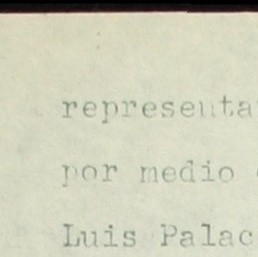 representa
por medio
Luis Palac